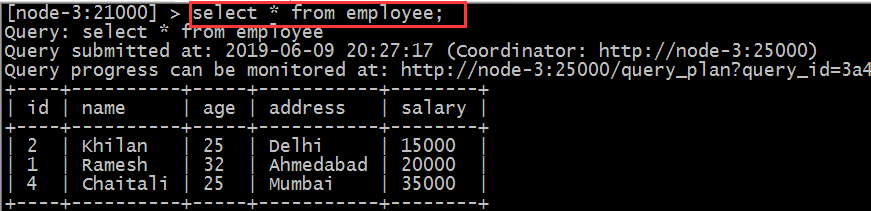 [node-3:21000] > select * from employee;
Query: select * from employee
Query submitted at: 2019-06-09 20:27:17 (Coordinator: http://node-3:25000)
Query progress can be monitored at: http://node-3:25000/query_plan?query_id=3a4
+----+----------+-----+-----------+--------+
| id | name     | age | address   | salary |
+----+----------+-----+-----------+--------+
| 2  | Khilan   | 25  | Delhi     | 15000  |
| 1  | Ramesh   | 32  | Ahmedabad | 20000  |
| 4  | Chaitali | 25  | Mumbai    | 35000  |
+----+----------+-----+-----------+--------+